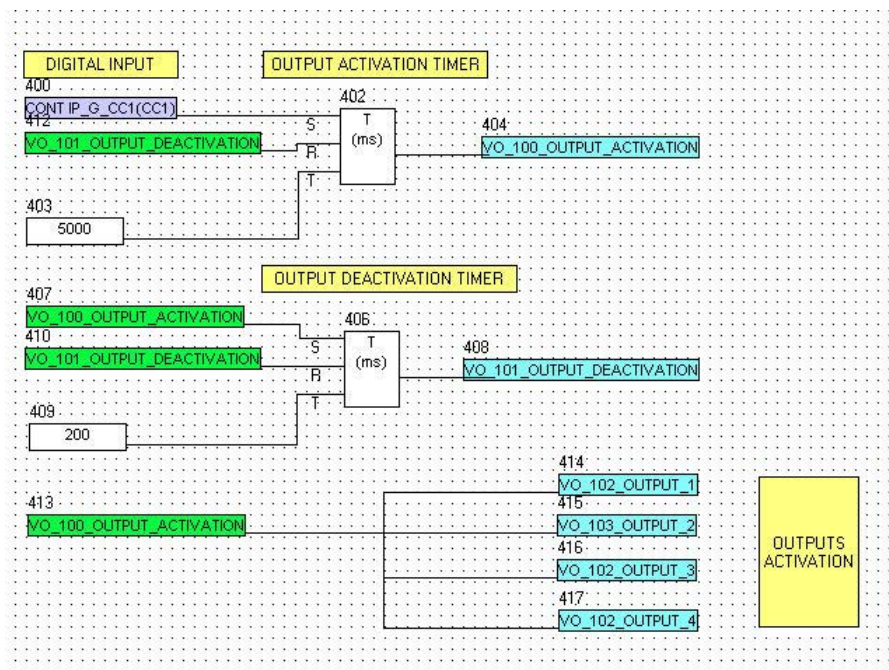 DIGITAL INPUT
OUTPUT ACTIVATION TIMER
400
CONT IP_G_CC1(CC1)
402
412
VO_101_OUTPUT_DEACTIVATION
S
R
T
T
(ms)
404
VO_100_OUTPUT_ACTIVATION
403
5000
OUTPUT DEACTIVATION TIMER
407
VO_100_OUTPUT_ACTIVATION
406
410
VO_101_OUTPUT_DEACTIVATION
S
R
T
T
(ms)
408
VO_101_OUTPUT_DEACTIVATION
409
200
413
VO_100_OUTPUT_ACTIVATION
414
VO_102_OUTPUT_1
415
VO_103_OUTPUT_2
416
VO_102_OUTPUT_3
417
VO_102_OUTPUT_4
OUTPUTS
ACTIVATION